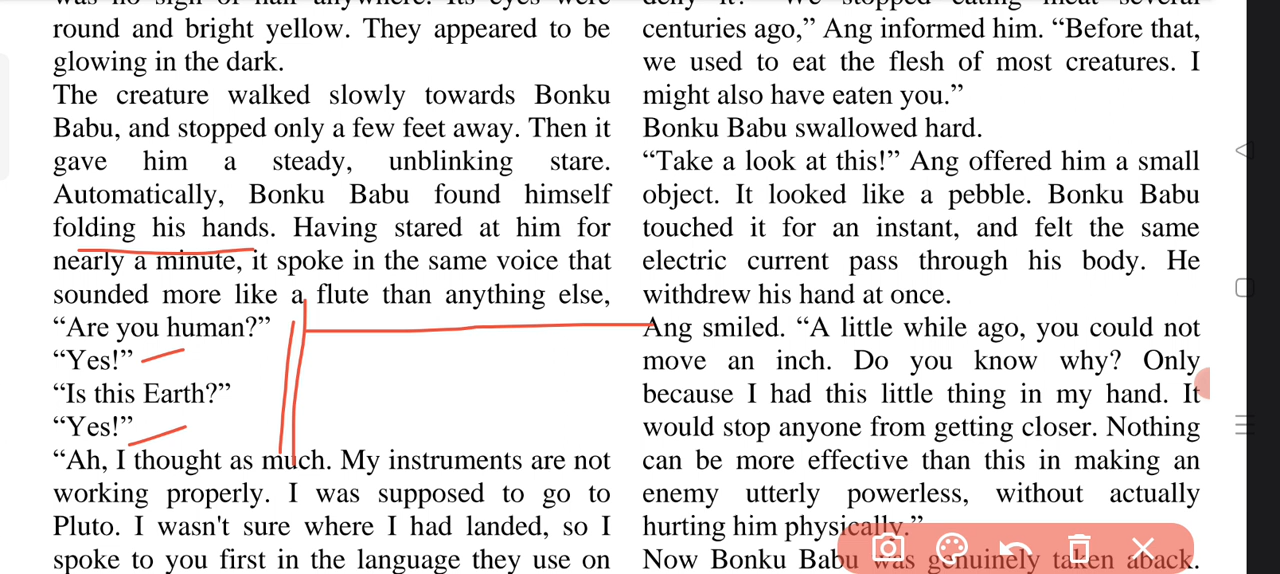 round and bright yellow. They appeared to be
glowing in the dark.
The creature walked slowly towards Bonku
Babu, and stopped only a few feet away. Then it
gave him a steady, unblinking stare.
Automatically, Bonku Babu found himself
folding his hands. Having stared at him for
nearly a minute, it spoke in the same voice that
sounded more like a flute than anything else,
“Are you human?”
“Yes!”
“Is this Earth?”
“Yes!”
“Ah, I thought as much. My instruments are not
working properly. I was supposed to go to
Pluto. I wasn't sure where I had landed, so I
spoke to you first in the language they use on
centuries ago,” Ang informed him. “Before that,
we used to eat the flesh of most creatures. I
might also have eaten you.”
Bonku Babu swallowed hard.
“Take a look at this!” Ang offered him a small
object. It looked like a pebble. Bonku Babu
touched it for an instant, and felt the same
electric current pass through his body. He
withdrew his hand at once.
Ang smiled. “A little while ago, you could not
move an inch. Do you know why? Only
because I had this little thing in my hand. It
would stop anyone from getting closer. Nothing
can be more effective than this in making an
enemy utterly powerless, without actually
hurting him physically.”
Now Bonku Babu was genuinely taken aback.